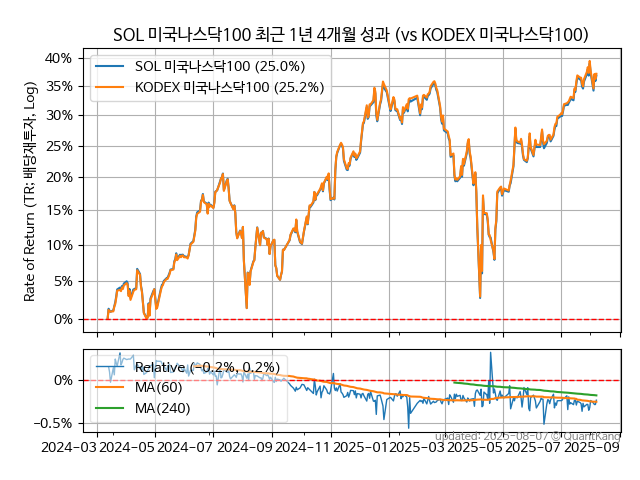 SOL 미국나스닥100 최근 1년 4개월 성과 (vs KODEX 미국나스닥100)
SOL 미국나스닥100 (25.0%)
KODEX 미국나스닥100 (25.2%)
Rate of Return (TR: 배당재투자, Log)
40%
35%
30%
25%
20%
15%
10%
5%
0%
Relative (−0.2%, 0.2%)
MA(60)
MA(240)
0%
−0.5%
updated: 2025-08-07 © QuantKang
2024-03
2024-05
2024-07
2024-09
2024-11
2025-01
2025-03
2025-05
2025-07
2025-09